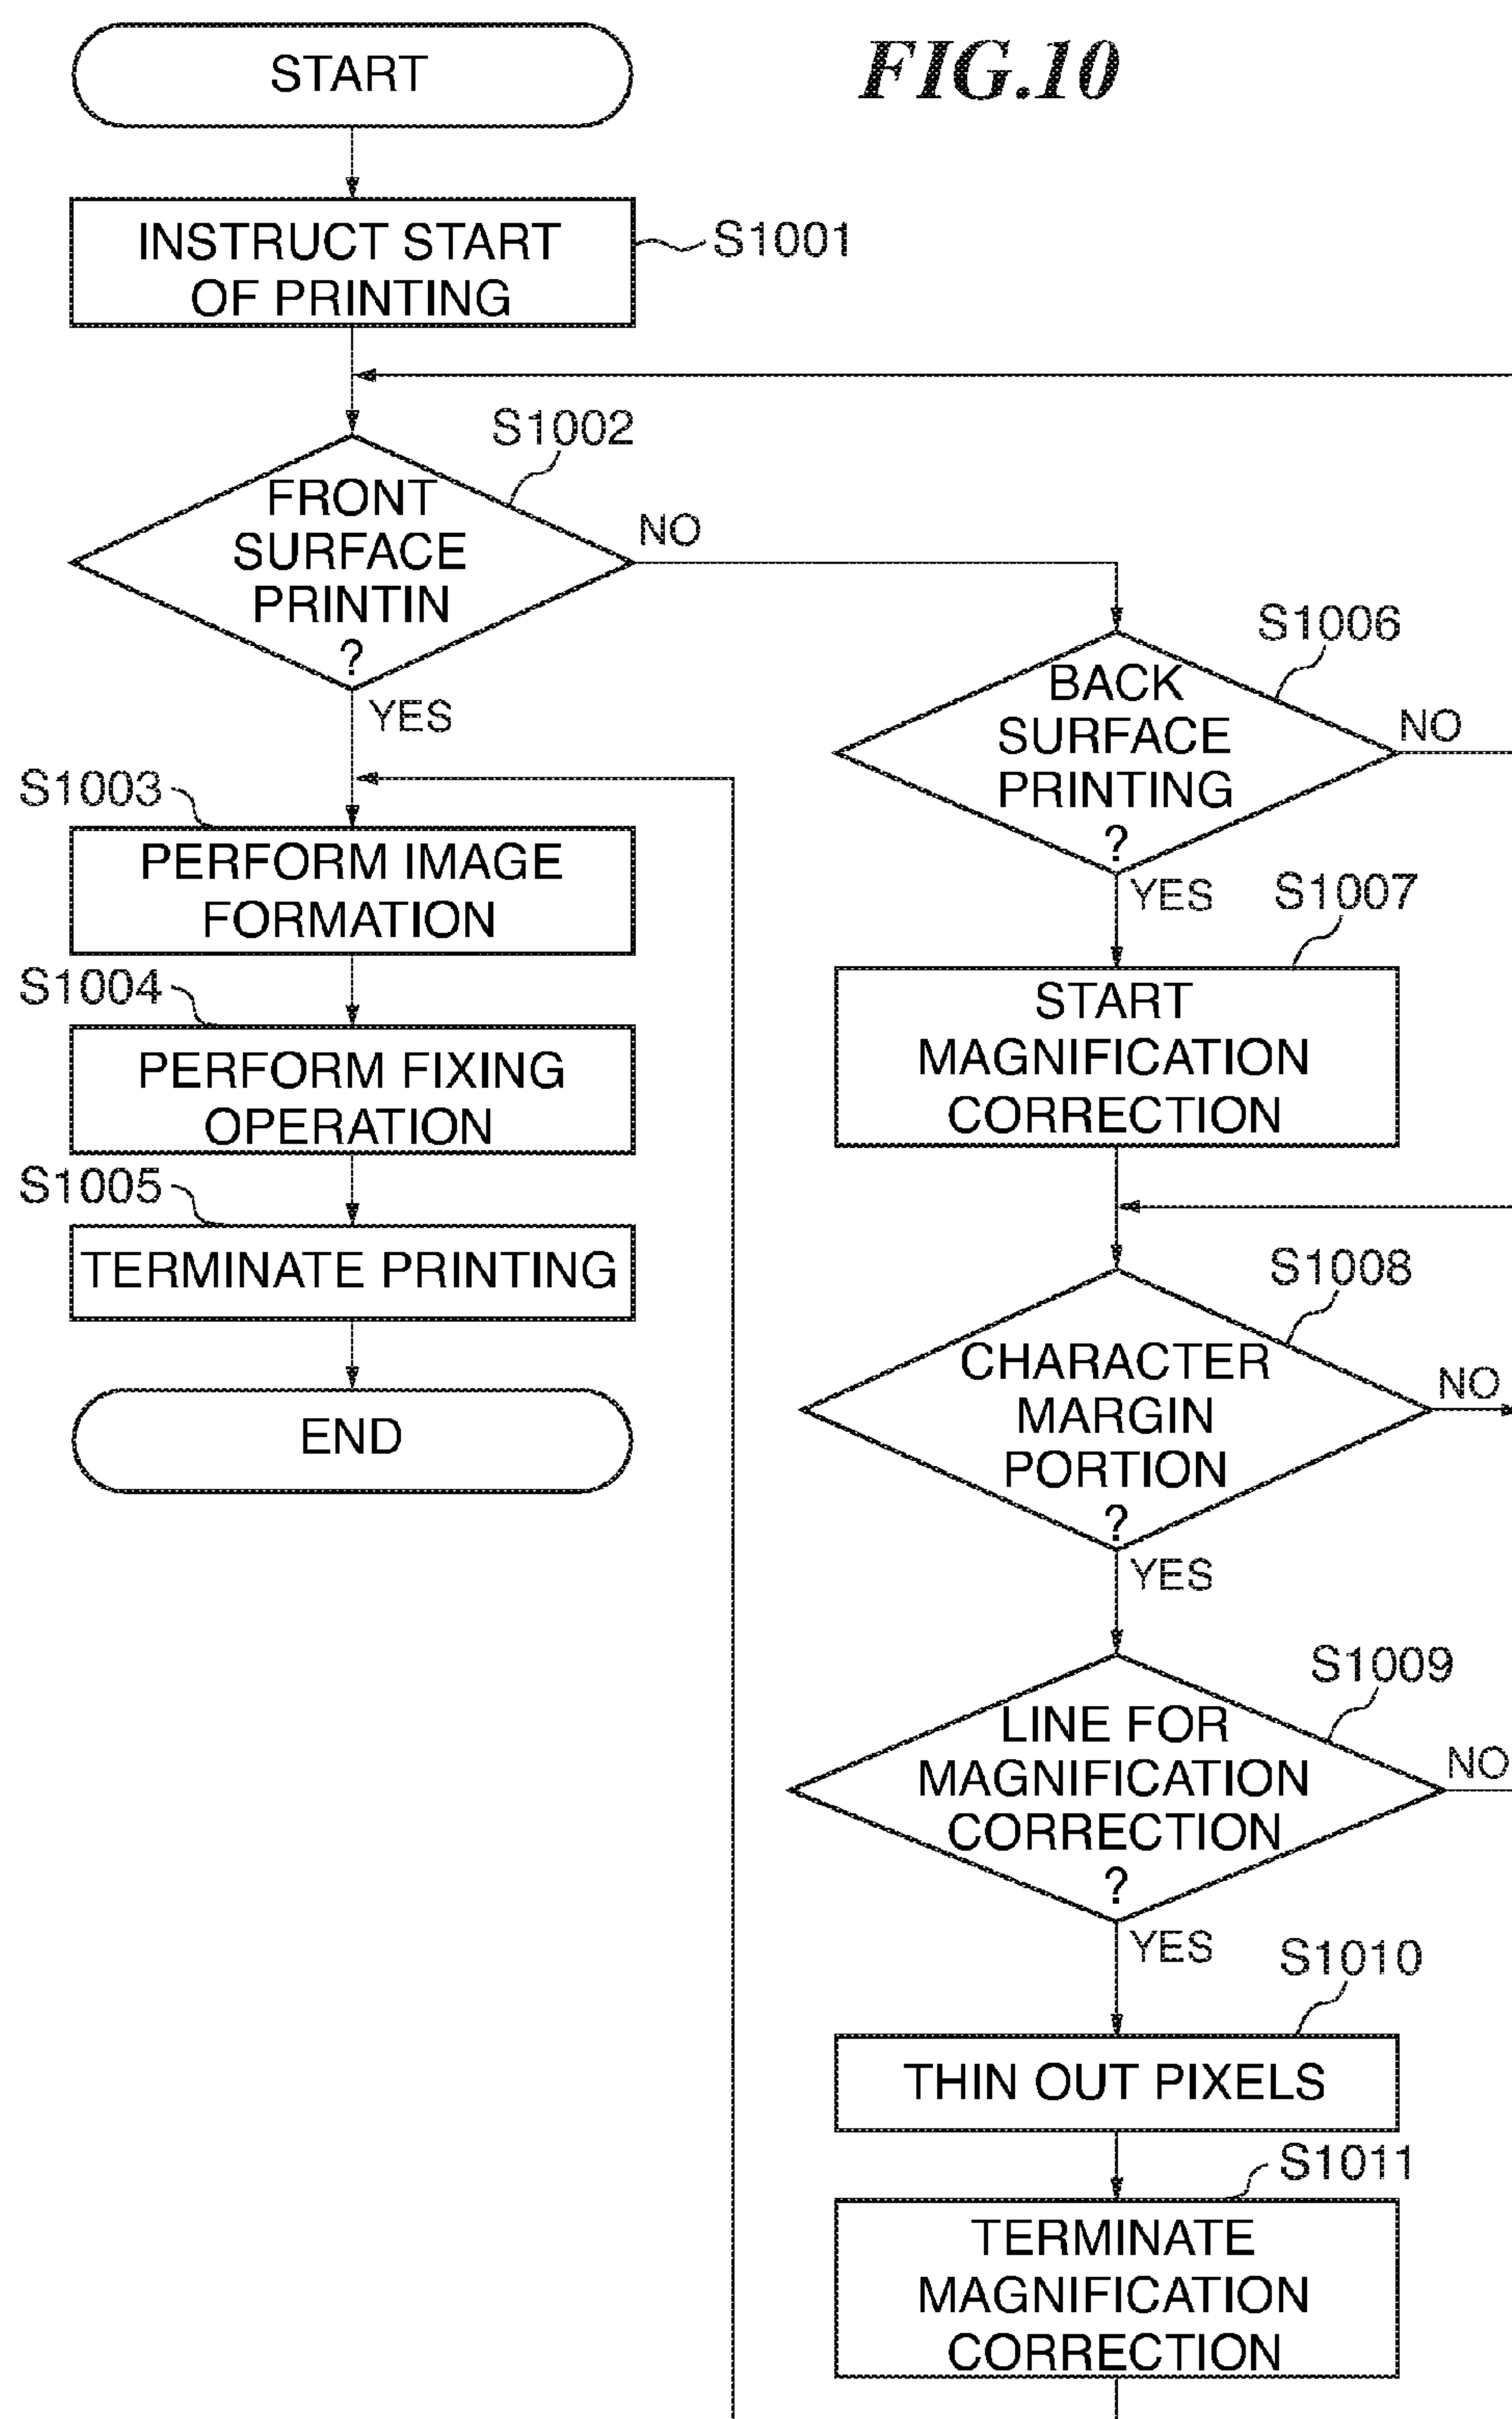 FIG.10
START
INSTRUCT START
OF PRINTING
S1001
S1002
FRONT
SURFACE
PRINTIN
?
NO
YES
S1003
PERFORM IMAGE
FORMATION
S1004
PERFORM FIXING
OPERATION
S1005
TERMINATE PRINTING
END
S1006
BACK
SURFACE
PRINTING
?
NO
YES
S1007
START
MAGNIFICATION
CORRECTION
S1008
CHARACTER
MARGIN
PORTION
?
NO
YES
S1009
LINE FOR
MAGNIFICATION
CORRECTION
?
NO
YES
S1010
THIN OUT PIXELS
S1011
TERMINATE
MAGNIFICATION
CORRECTION